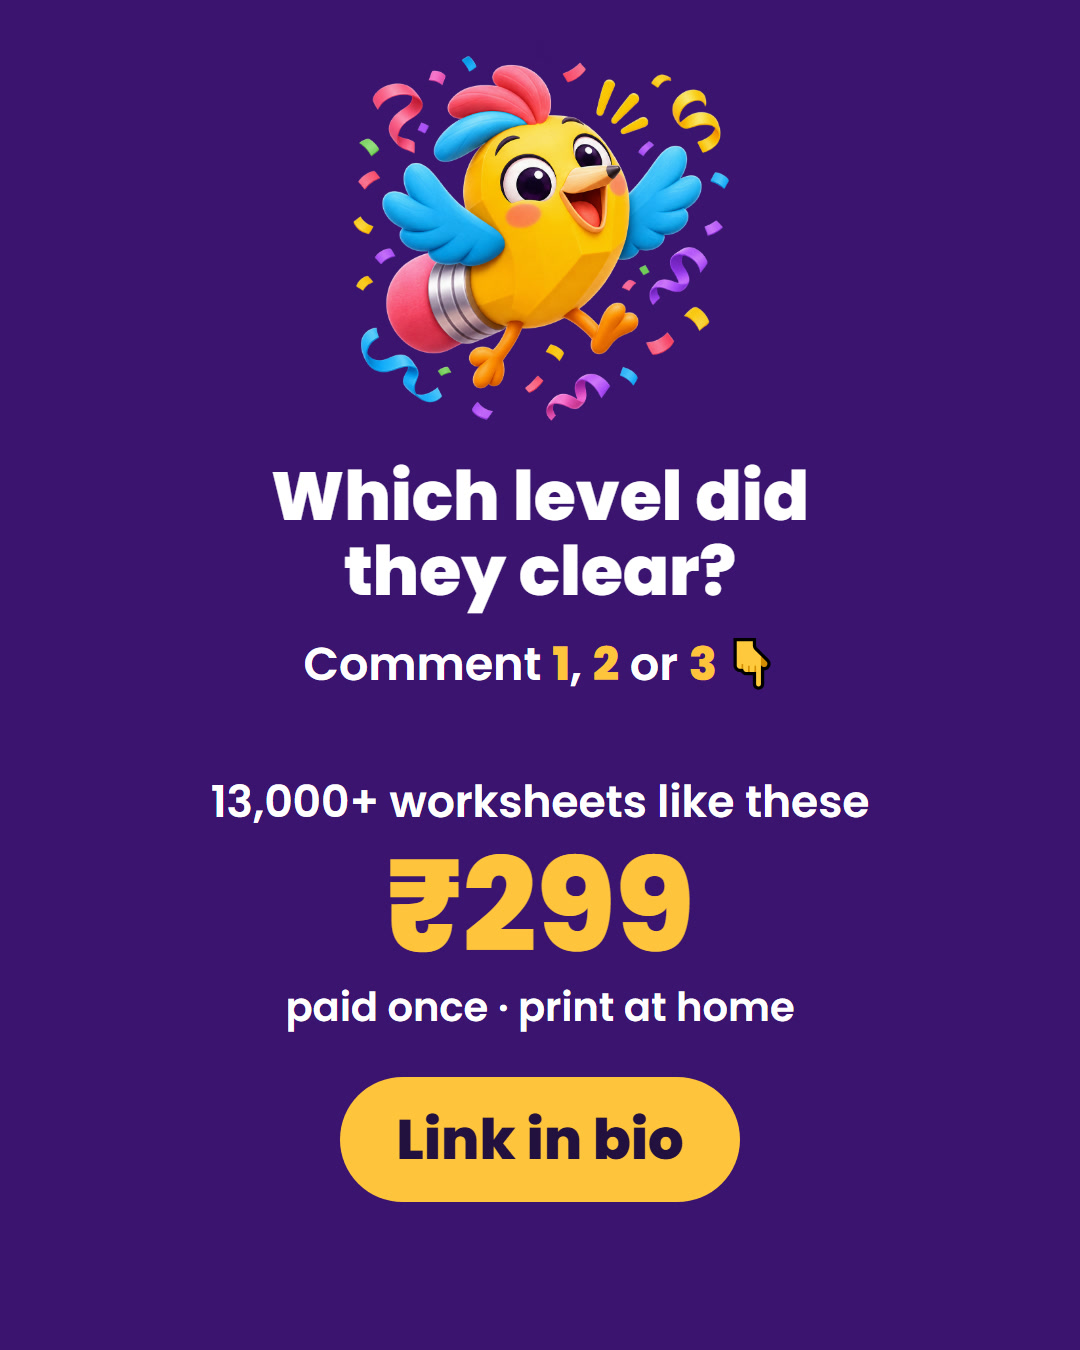 Which level did
they clear?
Comment 1, 2 or 3 👇
13,000+ worksheets like these
₹299
paid once · print at home
Link in bio